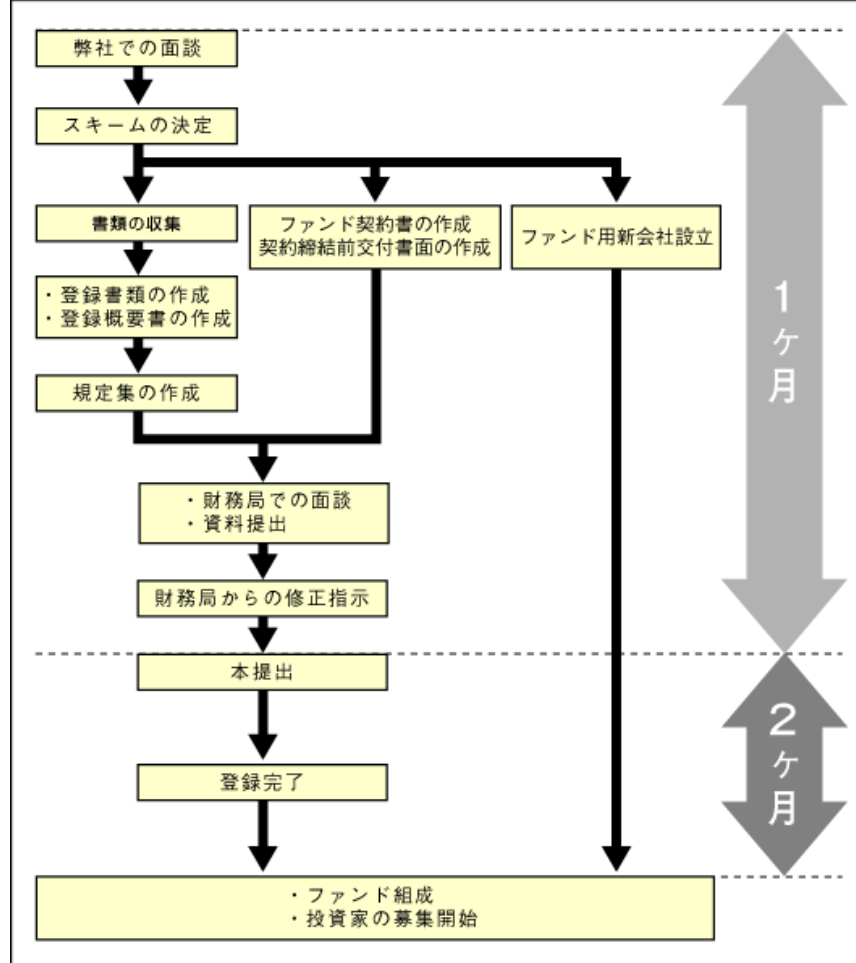 弊社での面談
スキームの決定
書類の収集
ファンド契約書の作成
契約締結前交付書面の作成
ファンド用新会社設立
・登録書類の作成
・登録概要書の作成
規定集の作成
・財務局での面談
・資料提出
財務局からの修正指示
本提出
登録完了
・ファンド組成
・投資家の募集開始
1ヶ月
2ヶ月